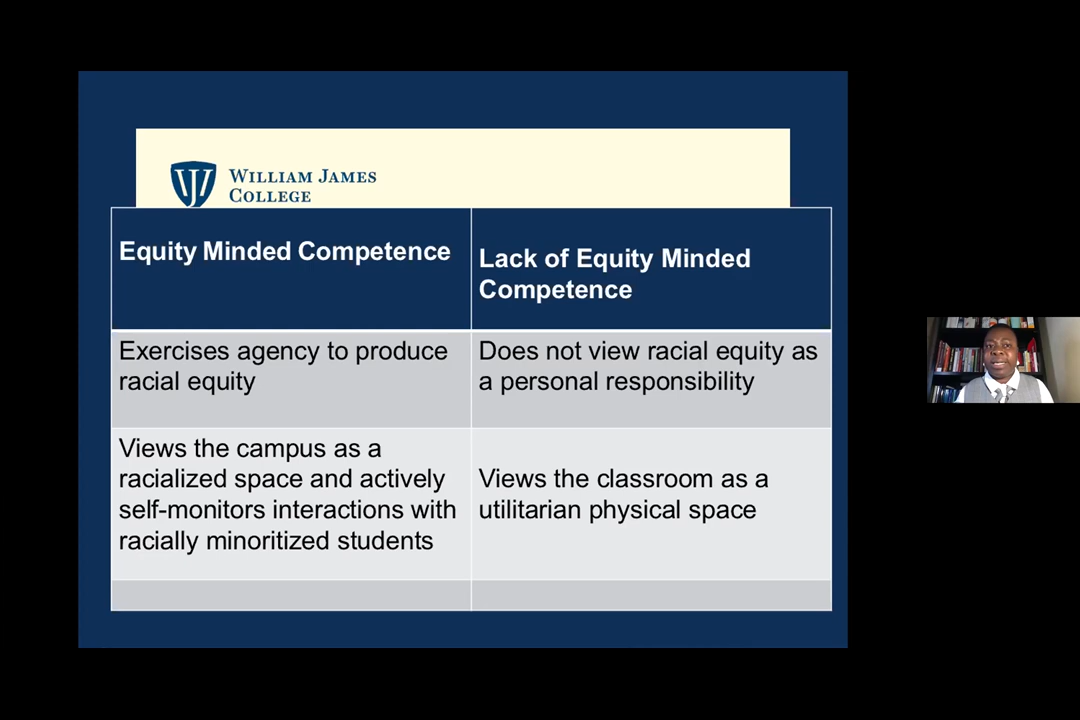 WILLIAM JAMES
COLLEGE
Equity Minded Competence
Lack of Equity Minded
Competence
Exercises agency to produce
racial equity
Does not view racial equity as
a personal responsibility
Views the campus as a
racialized space and actively
self-monitors interactions with
racially minoritized students
Views the classroom as a
utilitarian physical space